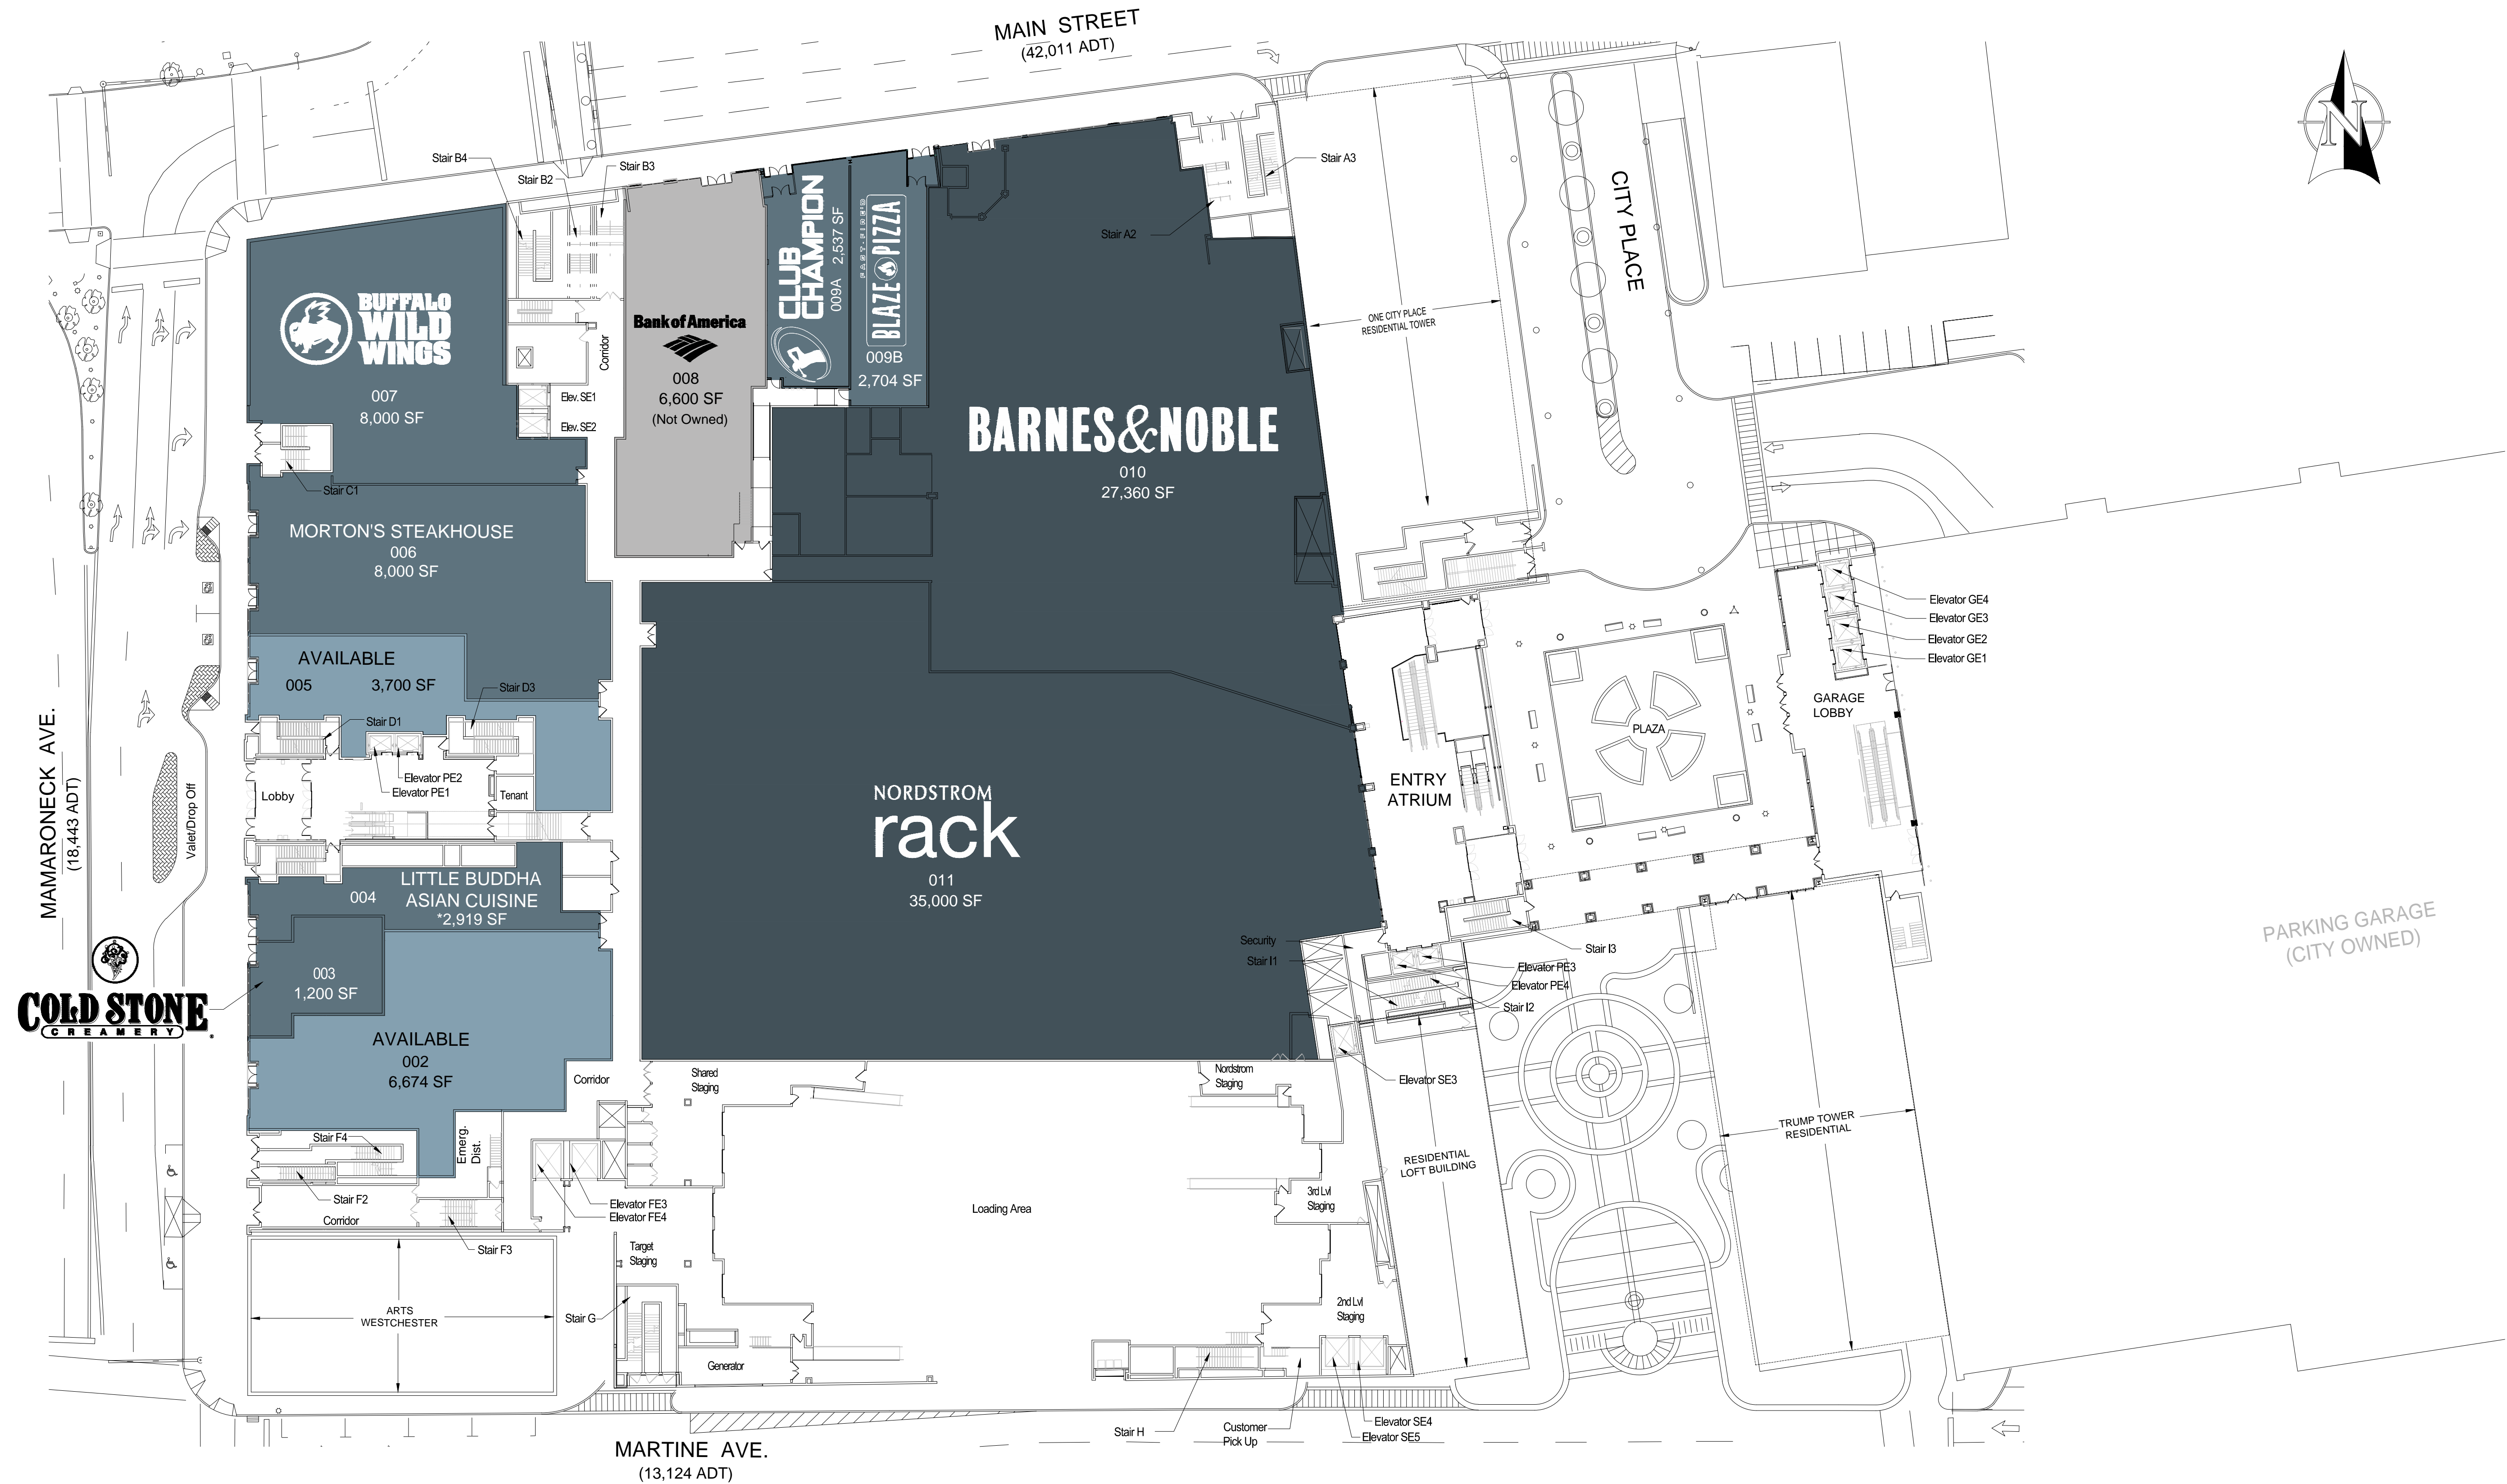 MAIN STREET
(42,011 ADT)
N
Stair B4
Stair B2
Stair B3
Stair A3
Stair A2
CITY PLACE
ONE CITY PLACE
RESIDENTIAL TOWER
BUFFALO
WILD
WINGS
007
8,000 SF
Corridor
Elev. SE1
Elev. SE2
Bank of America
008
6,600 SF
(Not Owned)
CLUB
CHAMPION
009A 2,537 SF
FAST-FIRE'D
BLAZE PIZZA
009B
2,704 SF
BARNES&NOBLE
010
27,360 SF
Stair C1
MORTON'S STEAKHOUSE
006
8,000 SF
AVAILABLE
005 3,700 SF
Stair D3
Stair D1
Elevator PE2
Elevator PE1
Lobby
Tenant
Valet/Drop Off
MAMARONECK AVE.
(18,443 ADT)
NORDSTROM
rack
011
35,000 SF
ENTRY
ATRIUM
PLAZA
GARAGE
LOBBY
Elevator GE4
Elevator GE3
Elevator GE2
Elevator GE1
LITTLE BUDDHA
004
ASIAN CUISINE
*2,919 SF
003
1,200 SF
COLD STONE
CREAMERY
AVAILABLE
002
6,674 SF
Security
Stair I1
Stair I3
Elevator PE3
Elevator PE4
Stair I2
PARKING GARAGE
(CITY OWNED)
Corridor
Shared
Staging
Nordstrom
Staging
Elevator SE3
TRUMP TOWER
RESIDENTIAL
RESIDENTIAL
LOFT BUILDING
Stair F4
Emerg.
Dist.
Stair F2
Corridor
Stair F3
Elevator FE3
Elevator FE4
Loading Area
3rd Lvl
Staging
Target
Staging
ARTS
WESTCHESTER
Stair G
2nd Lvl
Staging
Generator
Stair H
Customer
Pick Up
Elevator SE4
Elevator SE5
MARTINE AVE.
(13,124 ADT)